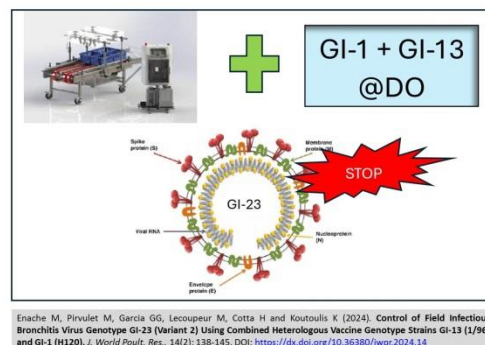 GI-1 + GI-13
@DO
Spike
protein (S)
Membrane
STOP
GI-23
Viral RNA
Nucleoprotein
(N)
Envelope
protein (E)
Enache M, Pirvulet M, Garcia GG, Lecoupeur M, Cotta H and Koutoulis K (2024). Control of Field Infectious
Bronchitis Virus Genotype GI-23 (Variant 2) Using Combined Heterologous Vaccine Genotype Strains GI-13 (1/96)
and GI-1 (H120). J. World Poult. Res., 14(2): 138-145. DOI: https://dx.doi.org/10.36380/jwpr.2024.14